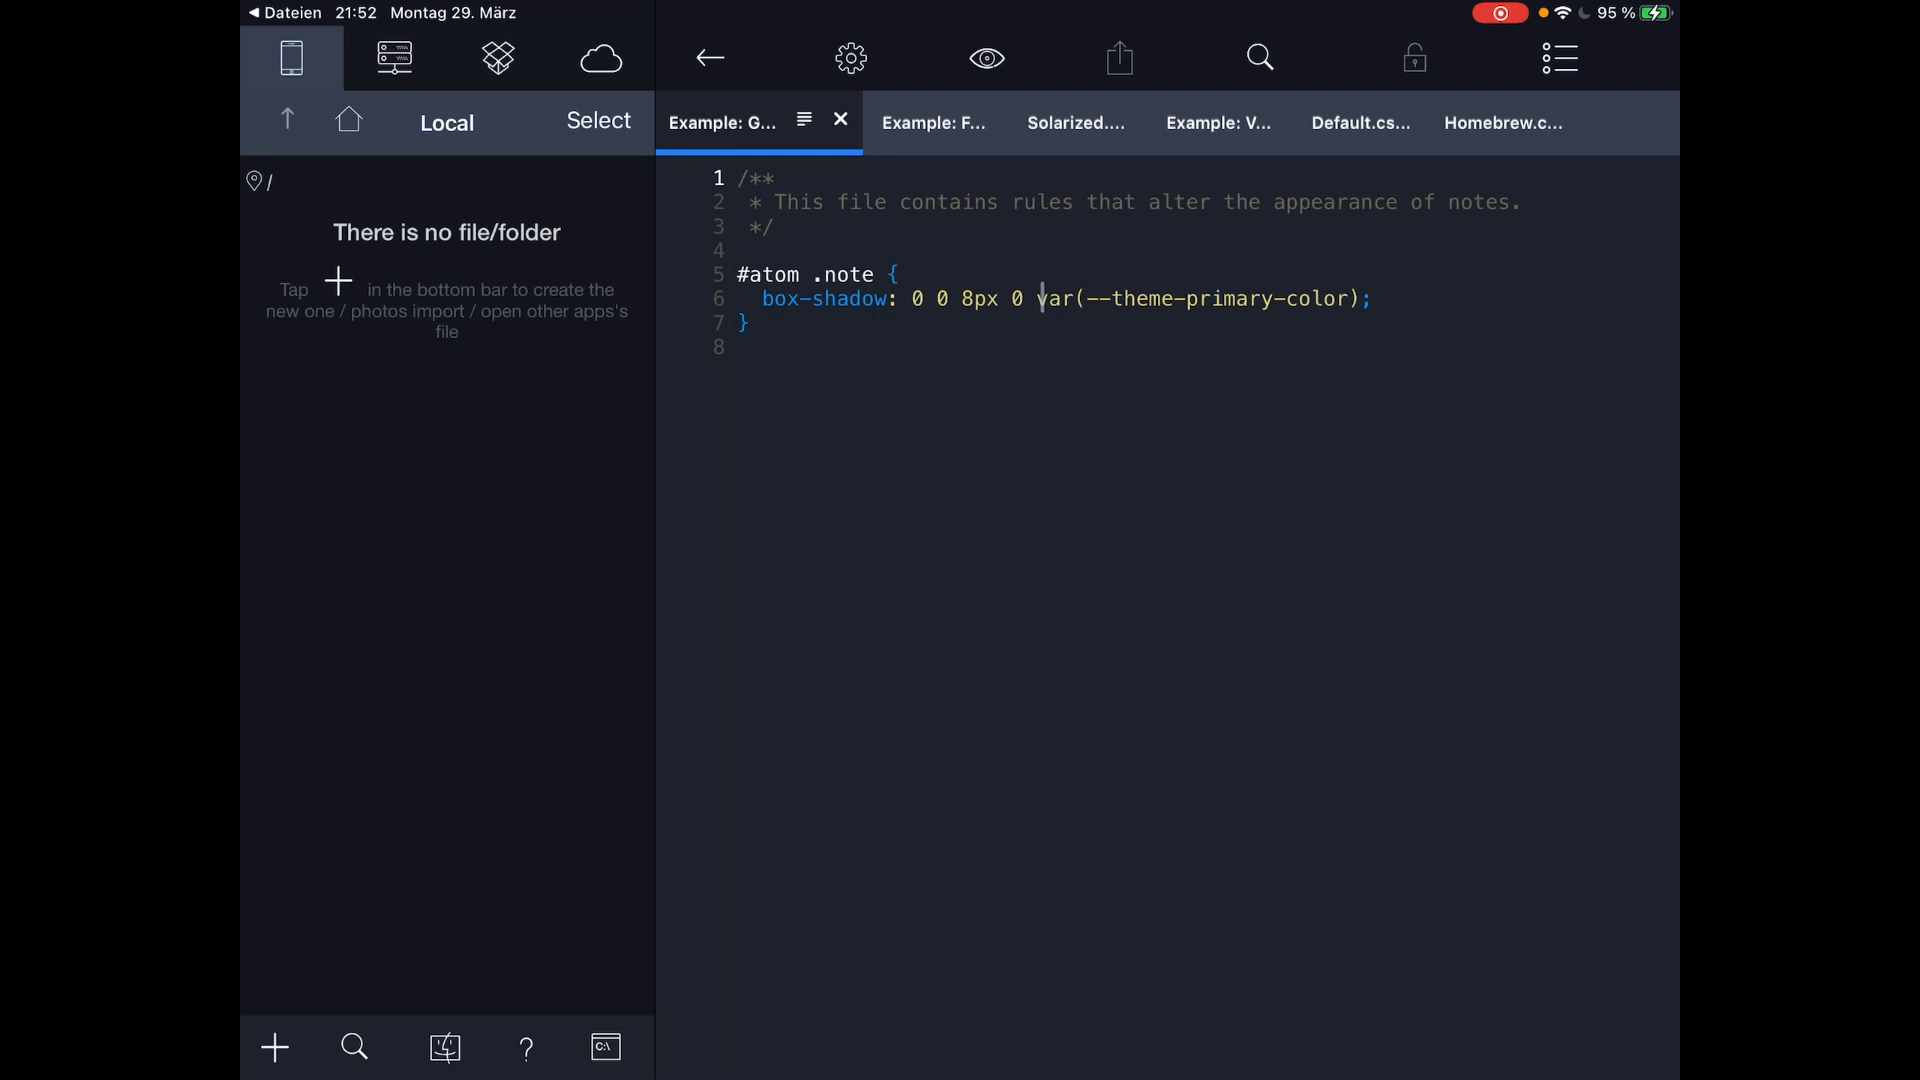 Dateien 21:52 Montag 29. März 95 %
Local Select
Example: G... Example: F... Solarized.... Example: V... Default.cs... Homebrew.c...
/
There is no file/folder
Tap + in the bottom bar to create the
new one / photos import / open other apps's
file
1 /**
2  * This file contains rules that alter the appearance of notes.
3  */
4
5 #atom .note {
6   box-shadow: 0 0 8px 0 var(--theme-primary-color);
7 }
8
? C:\